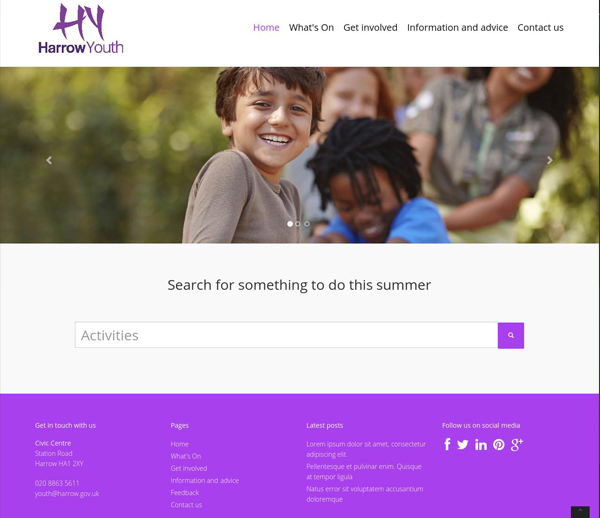 HY
HarrowYouth
Home What's On Get involved Information and advice Contact us
Search for something to do this summer
Activities
Get in touch with us
Civic Centre
Station Road
Harrow HA1 2XY
020 8863 5611
youth@harrow.gov.uk
Pages
Home
What's On
Get involved
Information and advice
Feedback
Contact us
Latest posts
Lorem ipsum dolor sit amet, consectetur
adipiscing elit.
Pellentesque et pulvinar enim. Quisque
at tempor ligula
Natus error sit voluptatem accusantium
doloremque
Follow us on social media